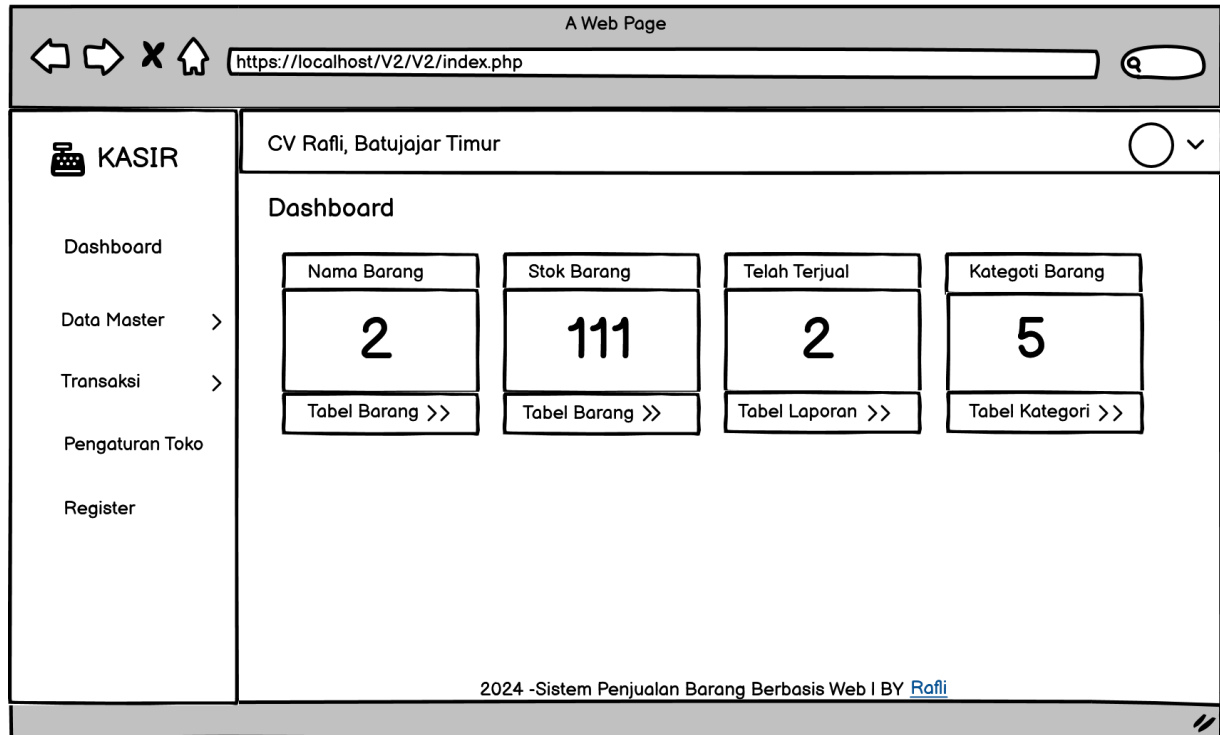 A Web Page
https://localhost/V2/V2/index.php
KASIR
Dashboard
Data Master
Transaksi
Pengaturan Toko
Register
CV Rafli, Batujajar Timur
Dashboard
Nama Barang
2
Tabel Barang >>
Stok Barang
111
Tabel Barang >>
Telah Terjual
2
Tabel Laporan >>
Kategoti Barang
5
Tabel Kategori >>
2024 -Sistem Penjualan Barang Berbasis Web I BY Rafli